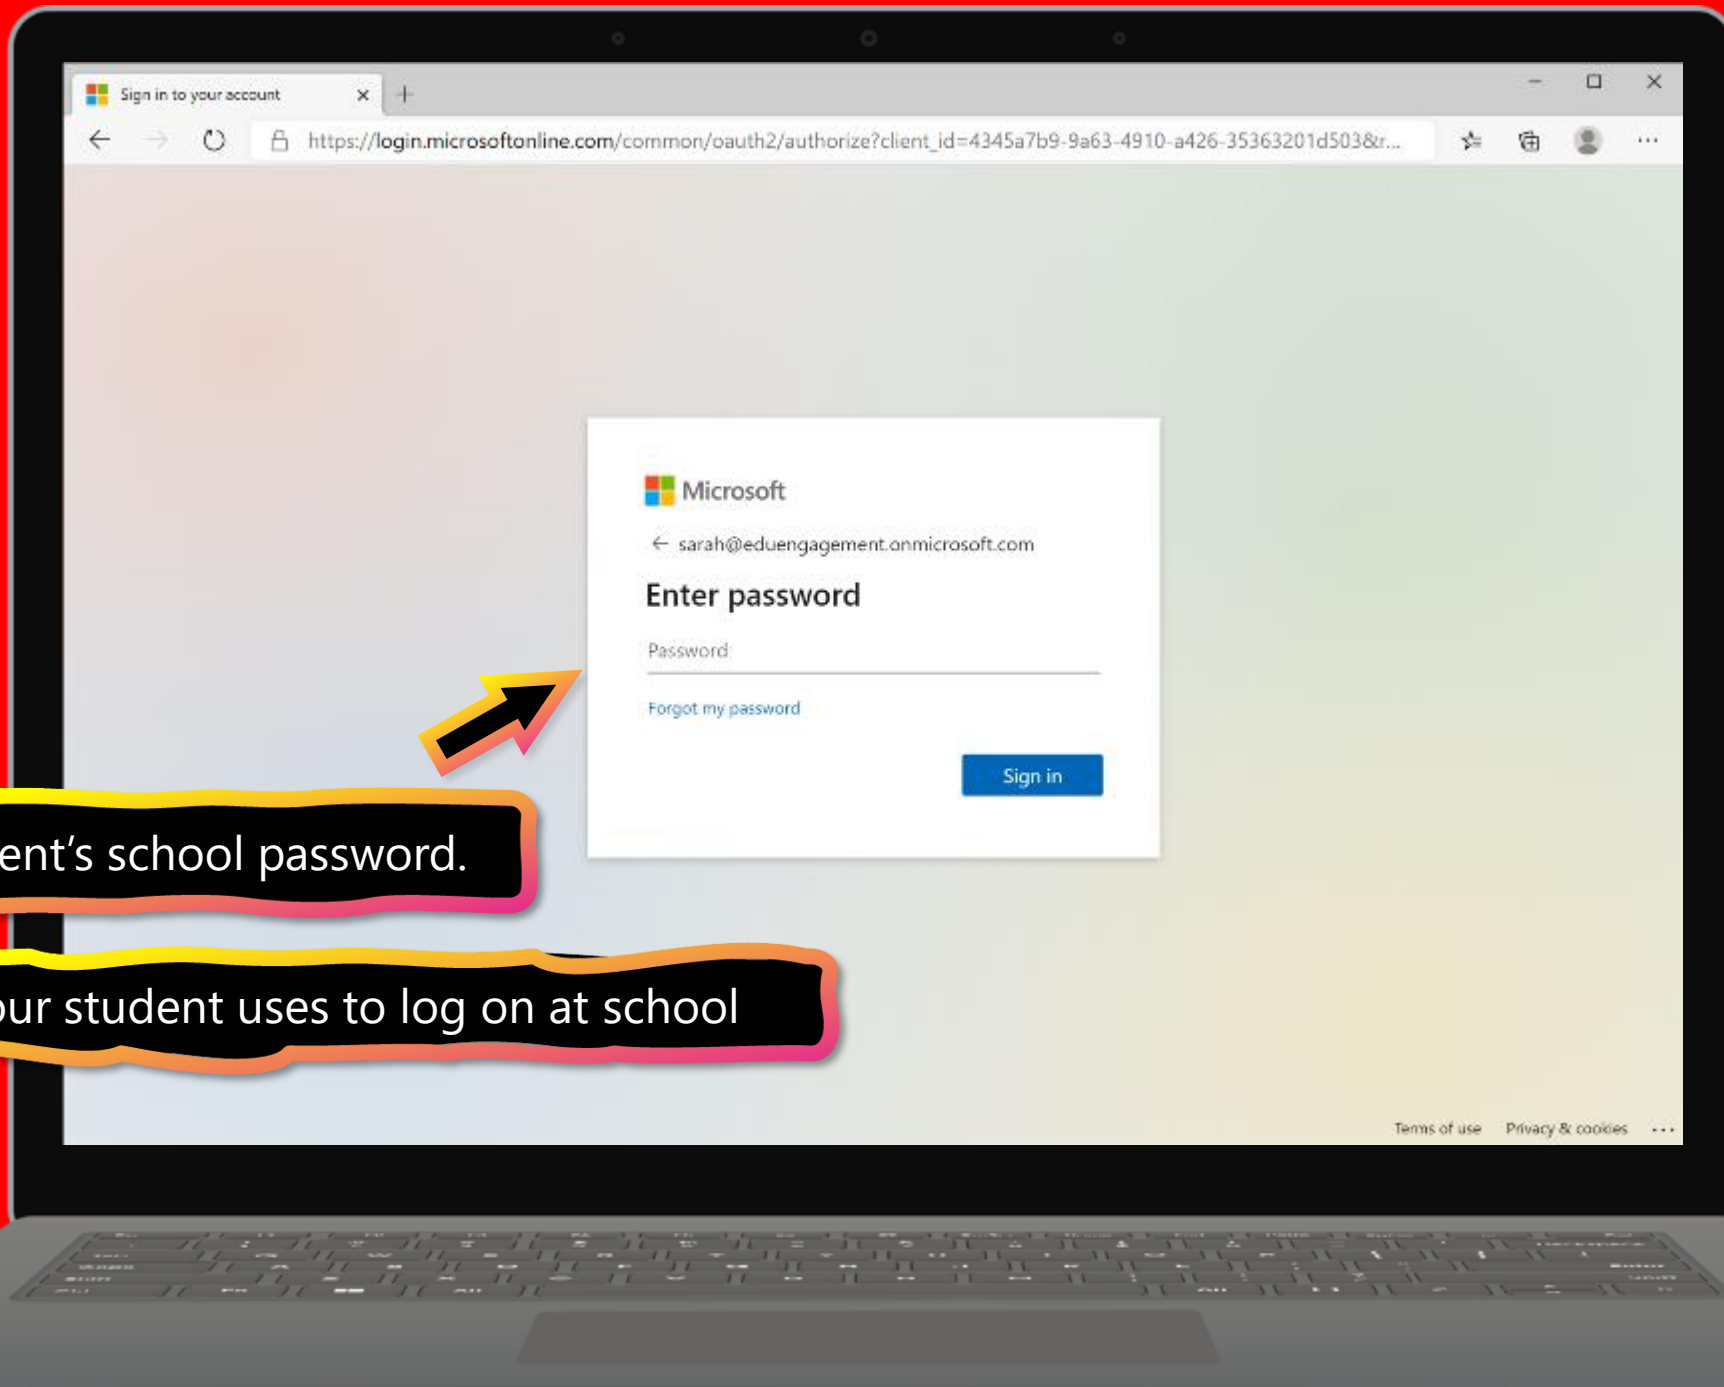 Sign in to your account
https://login.microsoftonline.com/common/oauth2/authorize?client_id=4345a7b9-9a63-4910-a426-35363201d503&r...
Microsoft
sarah@eduengagement.onmicrosoft.com
Enter password
Password
Forgot my password
Sign in
ent's school password.
our student uses to log on at school
Terms of use Privacy & cookies ...